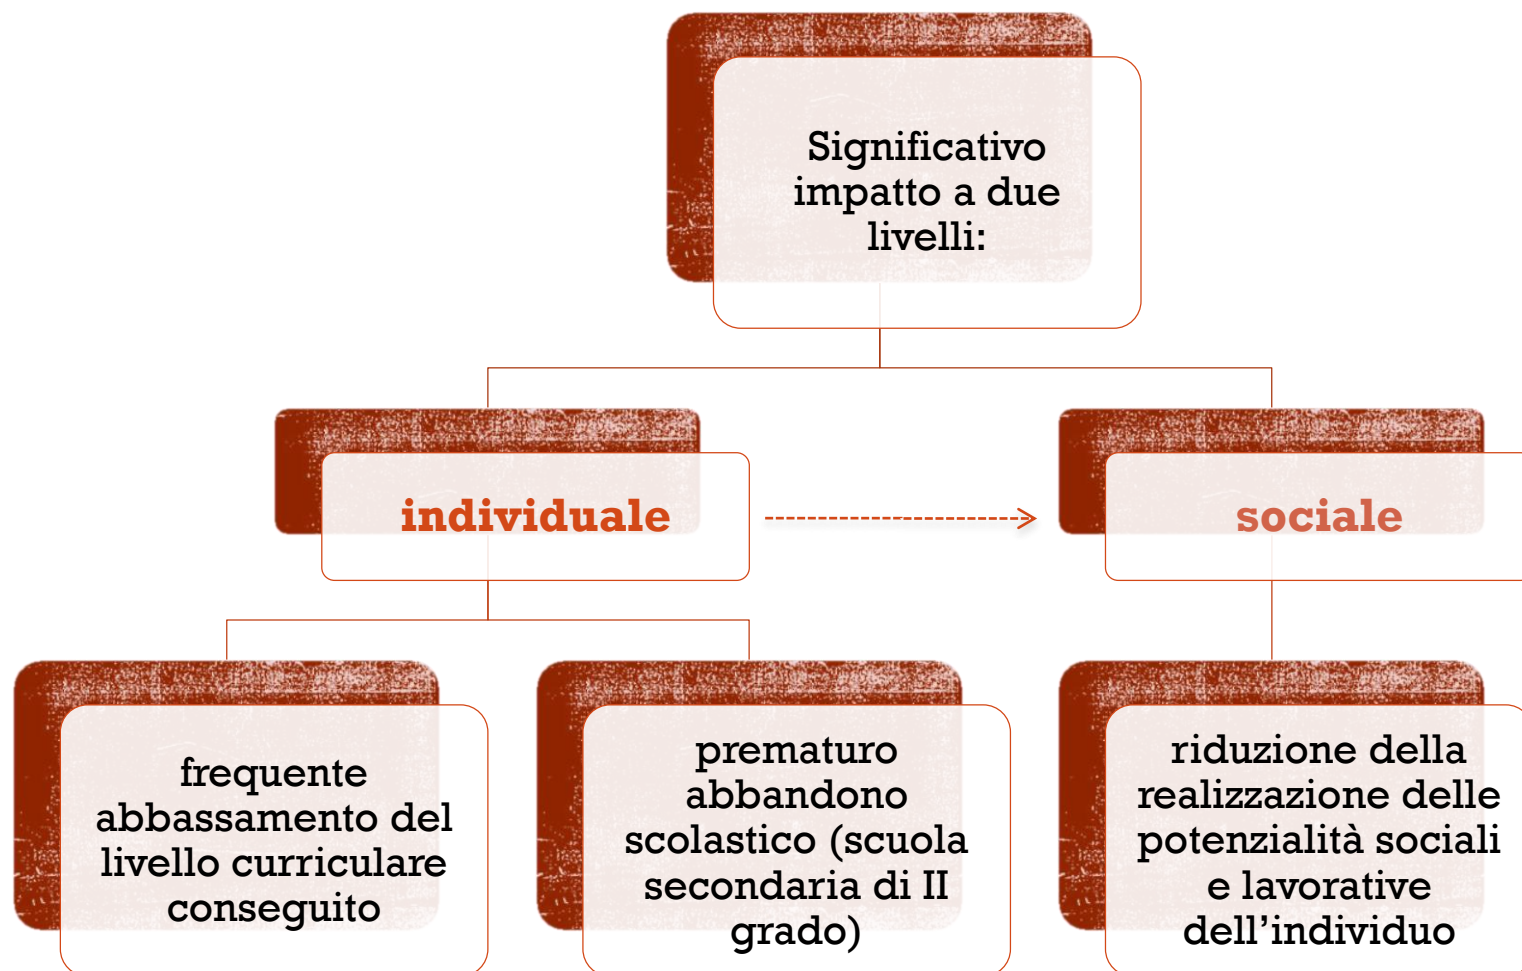 Significativo
impatto a due
livelli:
individuale
sociale
frequente
abbassamento del
livello curriculare
conseguito
prematuro
abbandono
scolastico (scuola
secondaria di II
grado)
riduzione della
realizzazione delle
potenzialità sociali
e lavorative
dell’individuo